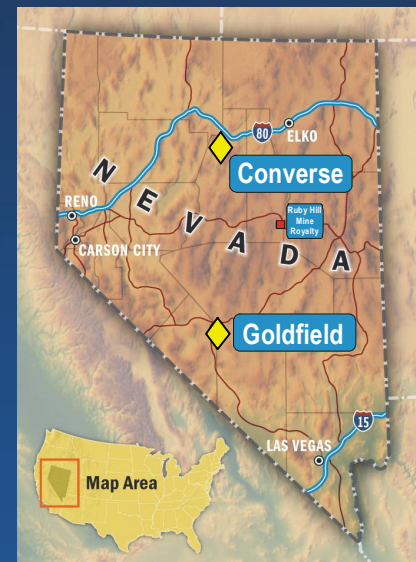 80
ELKO
Converse
RENO
Ruby Hill
Mine
Royalty
NEVADA
CARSON CITY
Goldfield
15
LAS VEGAS
Map Area